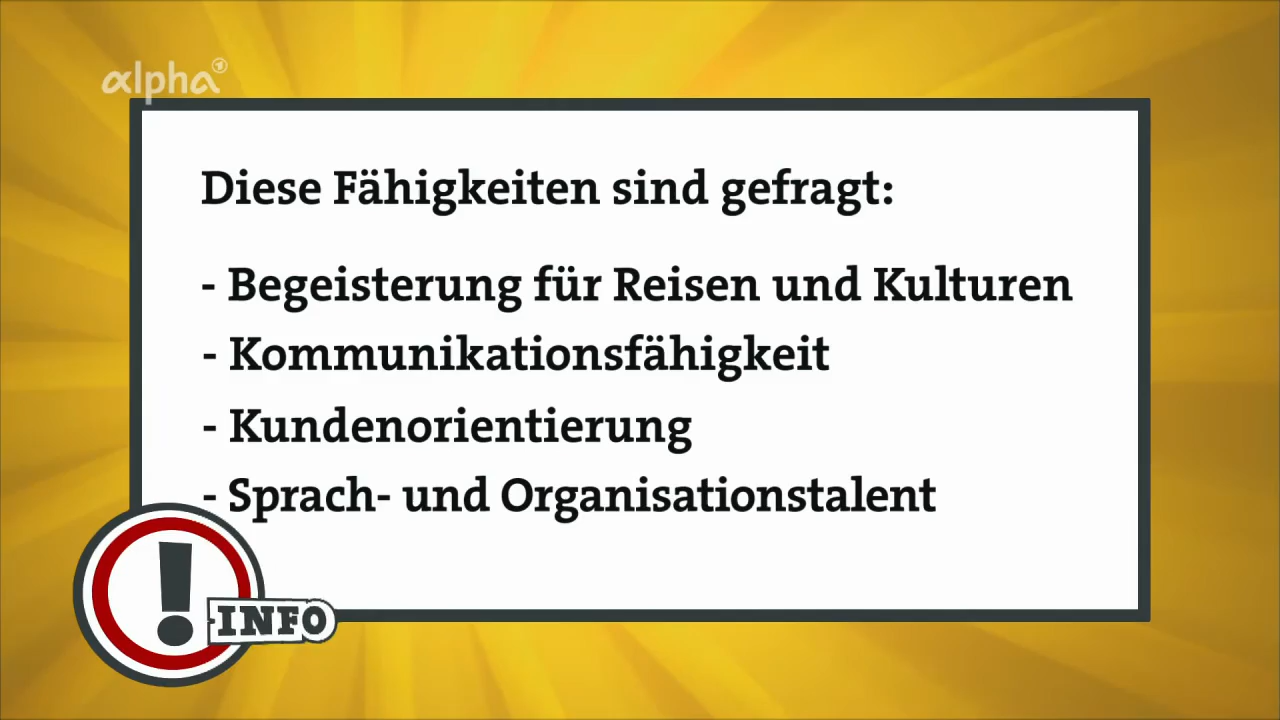 alpha
Diese Fähigkeiten sind gefragt:
- Begeisterung für Reisen und Kulturen
- Kommunikationsfähigkeit
- Kundenorientierung
- Sprach- und Organisationstalent
! INFO